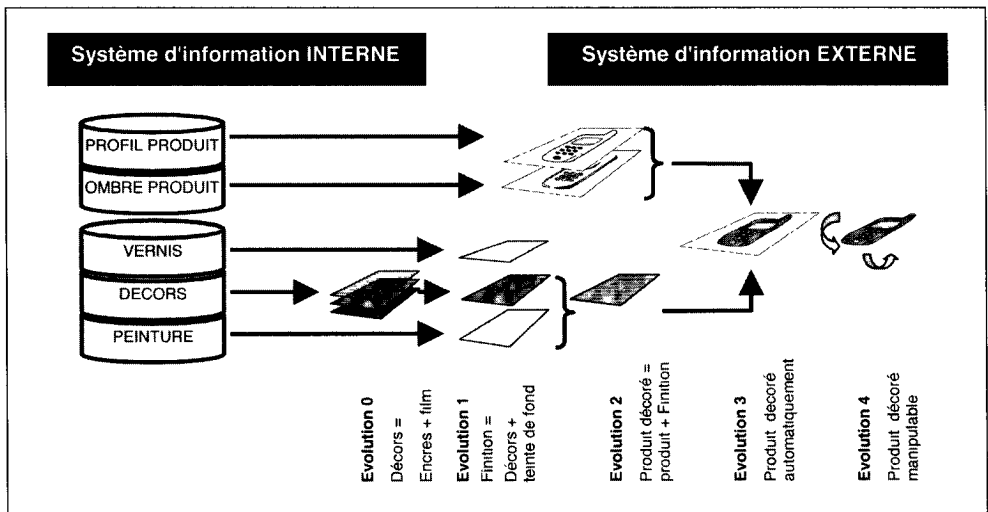 Système d'information INTERNE
Système d'information EXTERNE
PROFIL PRODUIT
OMBRE PRODUIT
VERNIS
DECORS
PEINTURE
Evolution 0
Décors =
Encres + film
Evolution 1
Finition =
Décors +
teinte de fond
Evolution 2
Produit décoré =
produit + Finition
Evolution 3
Produit decoré
automatiquement
Evolution 4
Produit décoré
manipulable